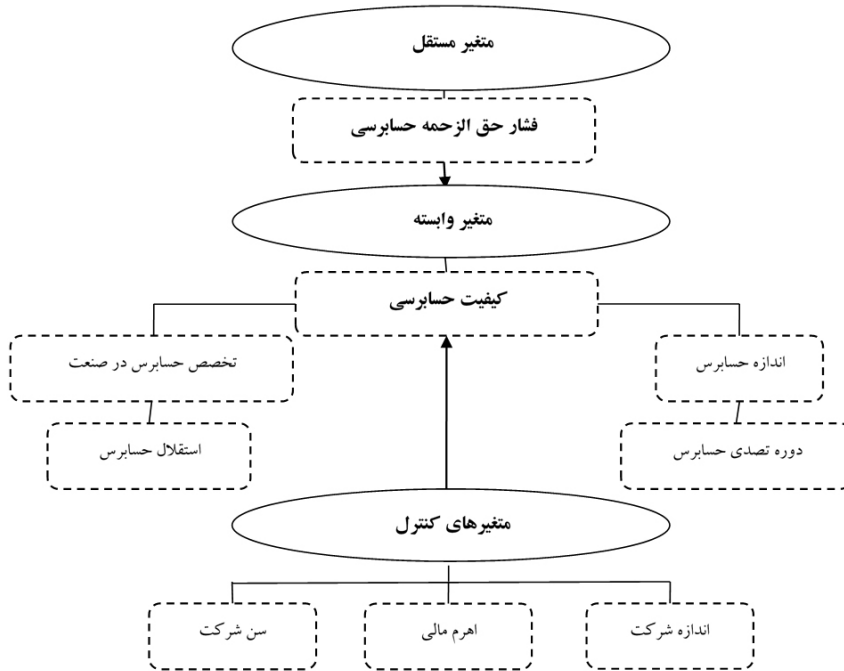 متغیر مستقل
فشار حق الزحمه حسابرسی
متغیر وابسته
کیفیت حسابرسی
اندازه حسابرس
تخصص حسابرس در صنعت
دوره تصدی حسابرس
استقلال حسابرس
متغیرهای کنترل
اندازه شرکت
اهرم مالی
سن شرکت